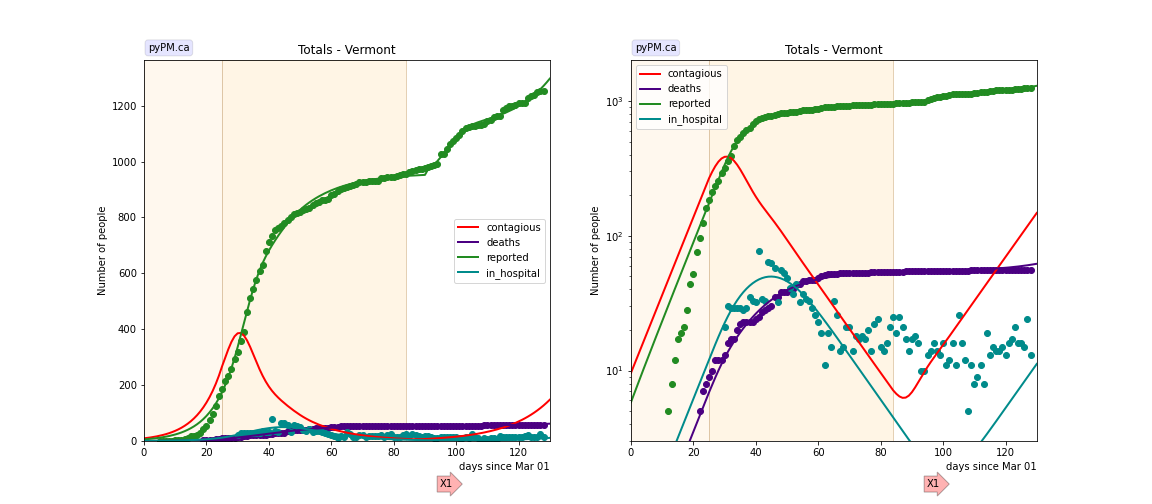 pyPM.ca
Totals - Vermont
Number of people
1200
1000
800
600
400
200
0
contagious
deaths
reported
in_hospital
0 20 40 60 80 100 120
days since Mar 01
X1
pyPM.ca
Totals - Vermont
Number of people
10³
10²
10¹
contagious
deaths
reported
in_hospital
0 20 40 60 80 100 120
days since Mar 01
X1